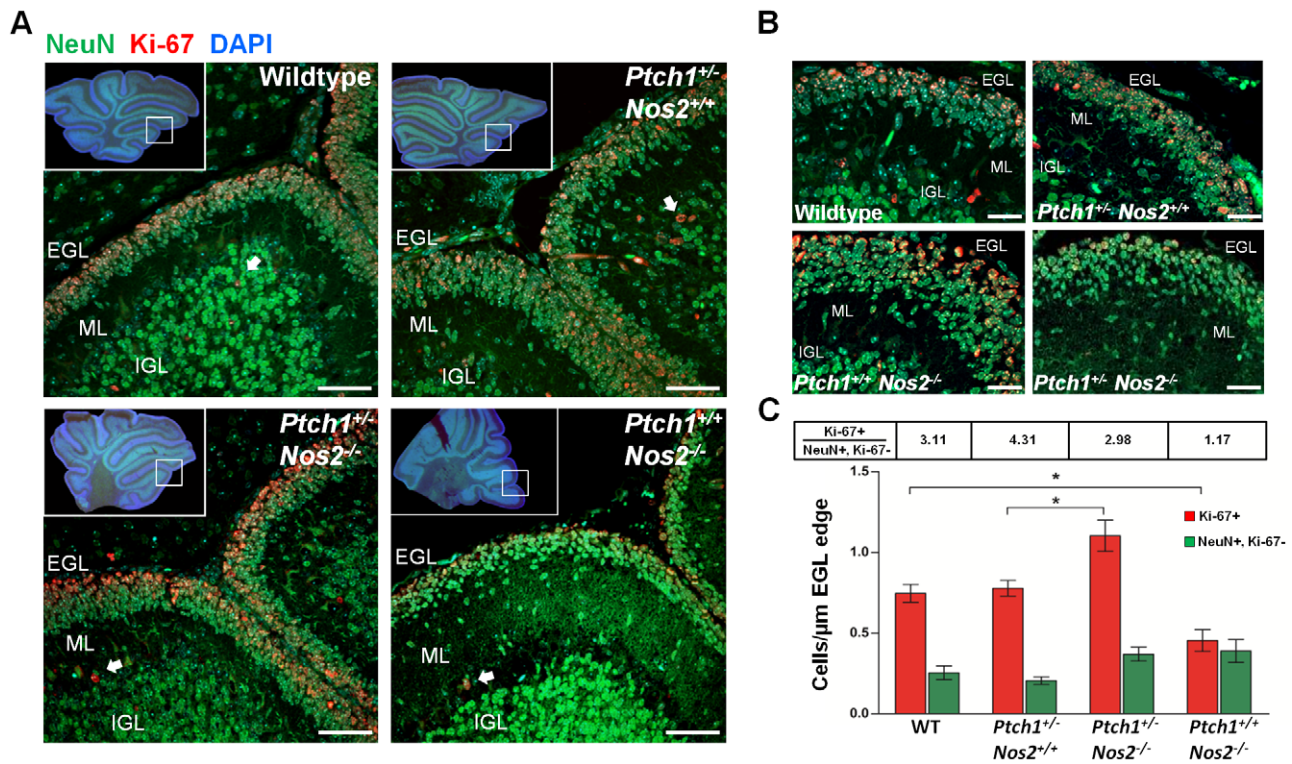 A
NeuN Ki-67 DAPI
Wildtype
EGL
ML
IGL
Ptch1+/-
Nos2+/+
EGL
ML
IGL
Ptch1+/-
Nos2-/-
EGL
ML
IGL
Ptch1+/+
Nos2-/-
EGL
ML
IGL
B
EGL
ML
IGL
Wildtype
EGL
ML
IGL
Ptch1+/- Nos2+/+
EGL
ML
IGL
Ptch1+/+ Nos2-/-
EGL
ML
Ptch1+/- Nos2-/-
C
Ki-67+
NeuN+, Ki-67-
3.11
4.31
2.98
1.17
Cells/µm EGL edge
1.5
1.0
0.5
0.0
*
*
Ki-67+
NeuN+, Ki-67-
WT
Ptch1+/-
Nos2+/+
Ptch1+/-
Nos2-/-
Ptch1+/+
Nos2-/-